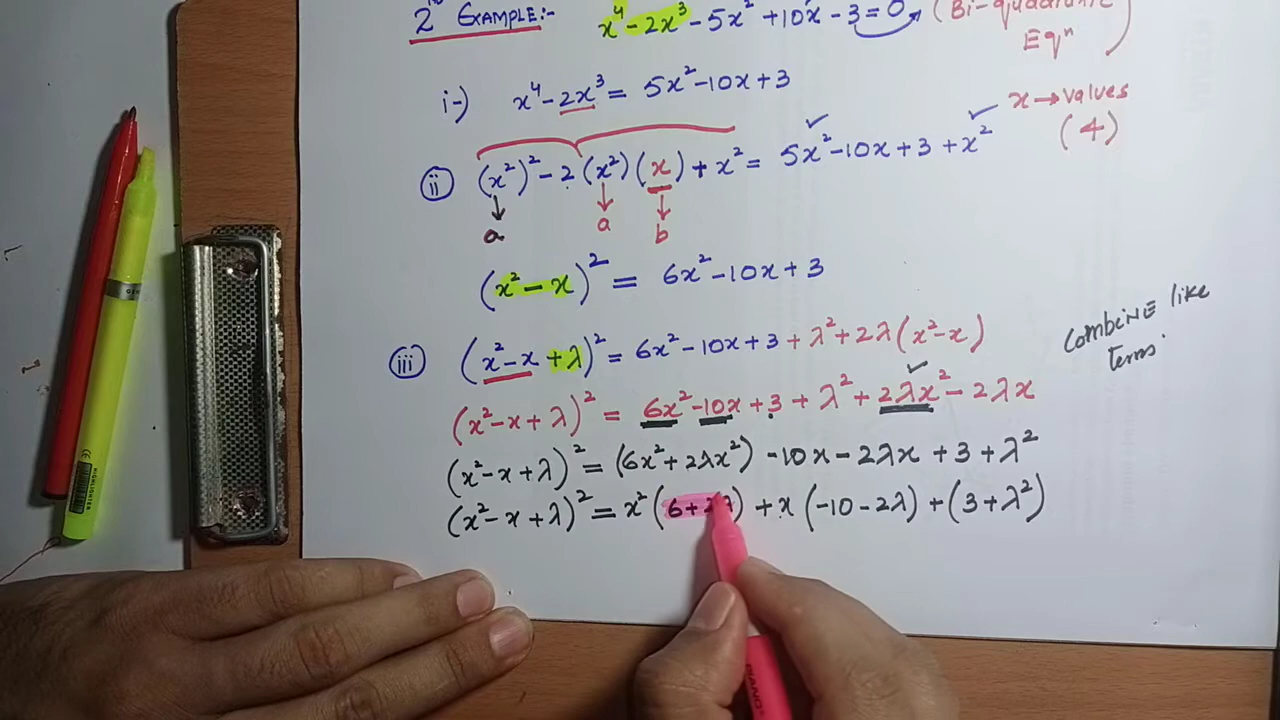 2 EXAMPLE:- x⁴-2x³-5x²+10x-3=0 (Bi-quadratic Eqⁿ)
i-) x⁴-2x³ = 5x²-10x+3
x→values (4)
ii (x²)²-2(x²)(x)+x² = 5x²-10x+3+x²
a a b
(x²-x)² = 6x²-10x+3
combine like terms.
iii (x²-x+λ)² = 6x²-10x+3+λ²+2λ(x²-x)
(x²-x+λ)² = 6x²-10x+3+λ²+2λx²-2λx
(x²-x+λ)² = (6x²+2λx²)-10x-2λx+3+λ²
(x²-x+λ)² = x²(6+2λ)+x(-10-2λ)+(3+λ²)